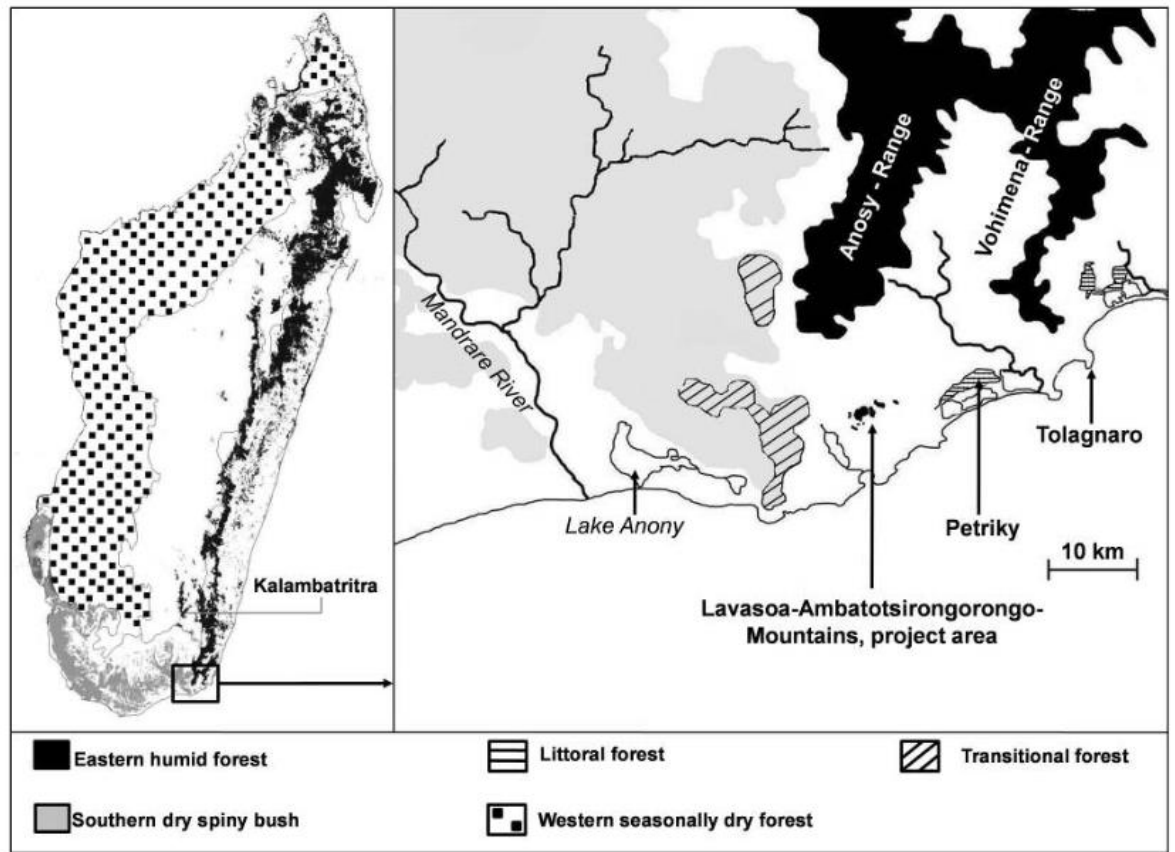 Kalambatritra
Anosy - Range
Vohimena - Range
Mandrare River
Lake Anony
Tolagnaro
Petriky
10 km
Lavasoa-Ambatotsirongorongo-
Mountains, project area
Eastern humid forest
Littoral forest
Transitional forest
Southern dry spiny bush
Western seasonally dry forest